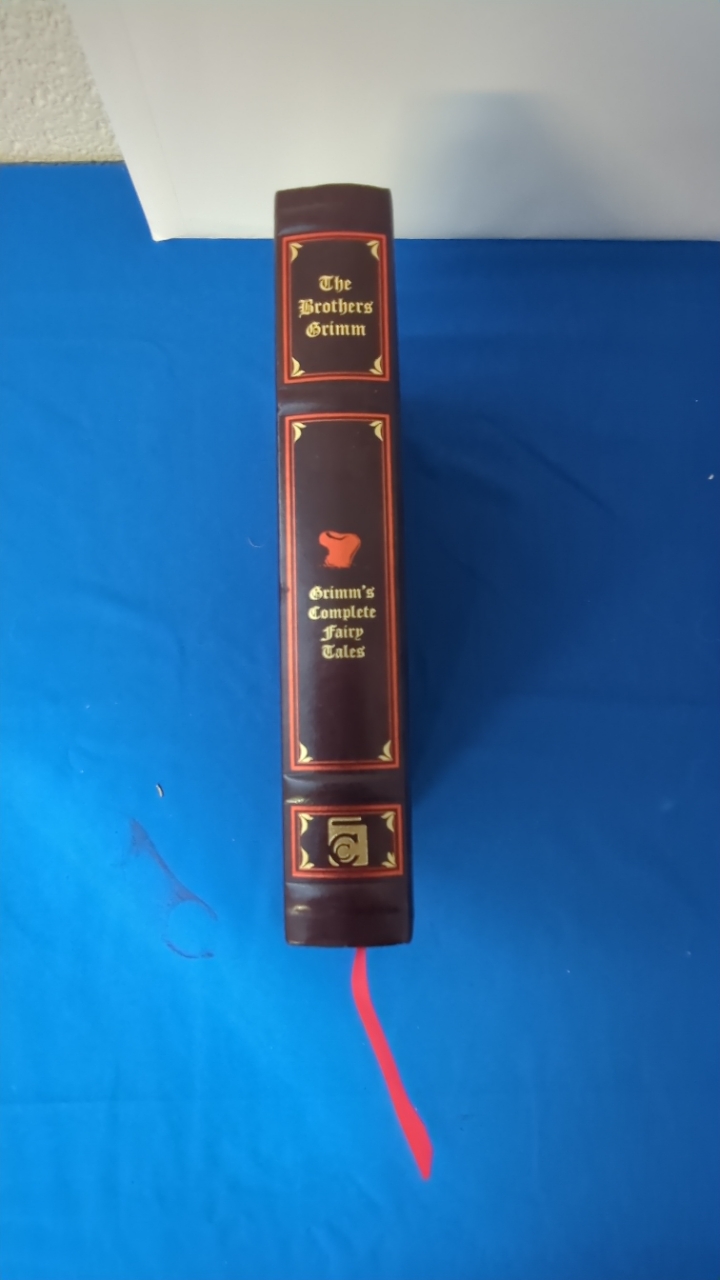 The
Brothers
Grimm
Grimm's
Complete
Fairy
Tales
C